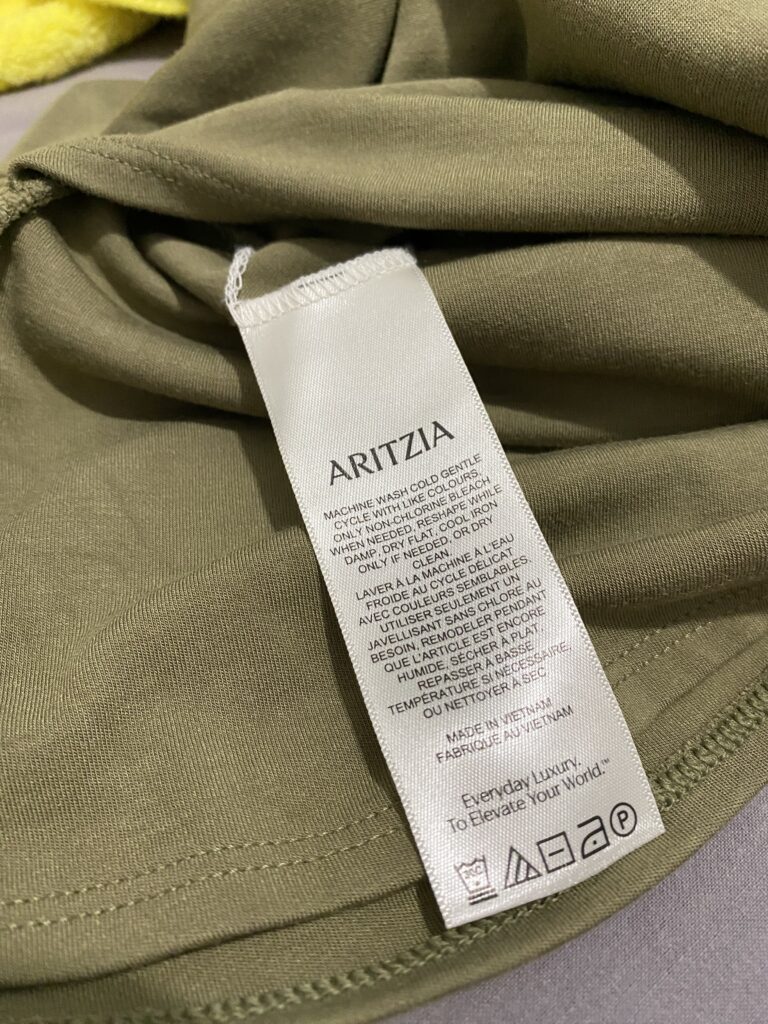 ARITZIA
MACHINE WASH COLD GENTLE
CYCLE WITH LIKE COLOURS.
ONLY NON-CHLORINE BLEACH
WHEN NEEDED, RESHAPE WHILE
DAMP, DRY FLAT, COOL IRON
ONLY IF NEEDED, OR DRY
CLEAN.
LAVER À LA MACHINE À L'EAU
FROIDE AU CYCLE DÉLICAT
AVEC COULEURS SEMBLABLES.
UTILISER SEULEMENT UN
JAVELLISANT SANS CHLORE AU
BESOIN, REMODELER PENDANT
QUE L'ARTICLE EST ENCORE
HUMIDE, SÉCHER À PLAT,
REPASSER À BASSE
TEMPÉRATURE SI NÉCESSAIRE,
OU NETTOYER À SEC
MADE IN VIETNAM
FABRIQUE AU VIETNAM
Everyday Luxury.
To Elevate Your World.™
30C P